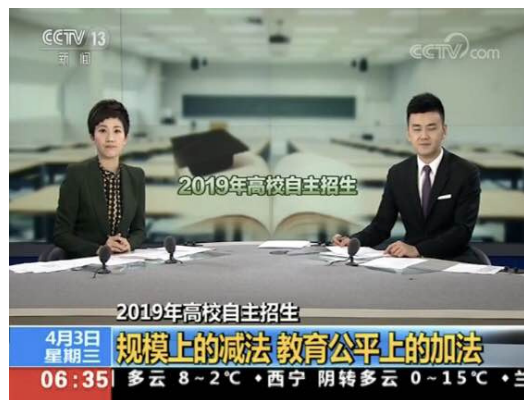 CCTV 13
新闻
CCTV.com
2019年高校自主招生
2019年高校自主招生
4月3日
星期三
规模上的减法 教育公平上的加法
06:35
多云 8~2℃ ◆西宁 阴转多云 0~15℃ ◆兰